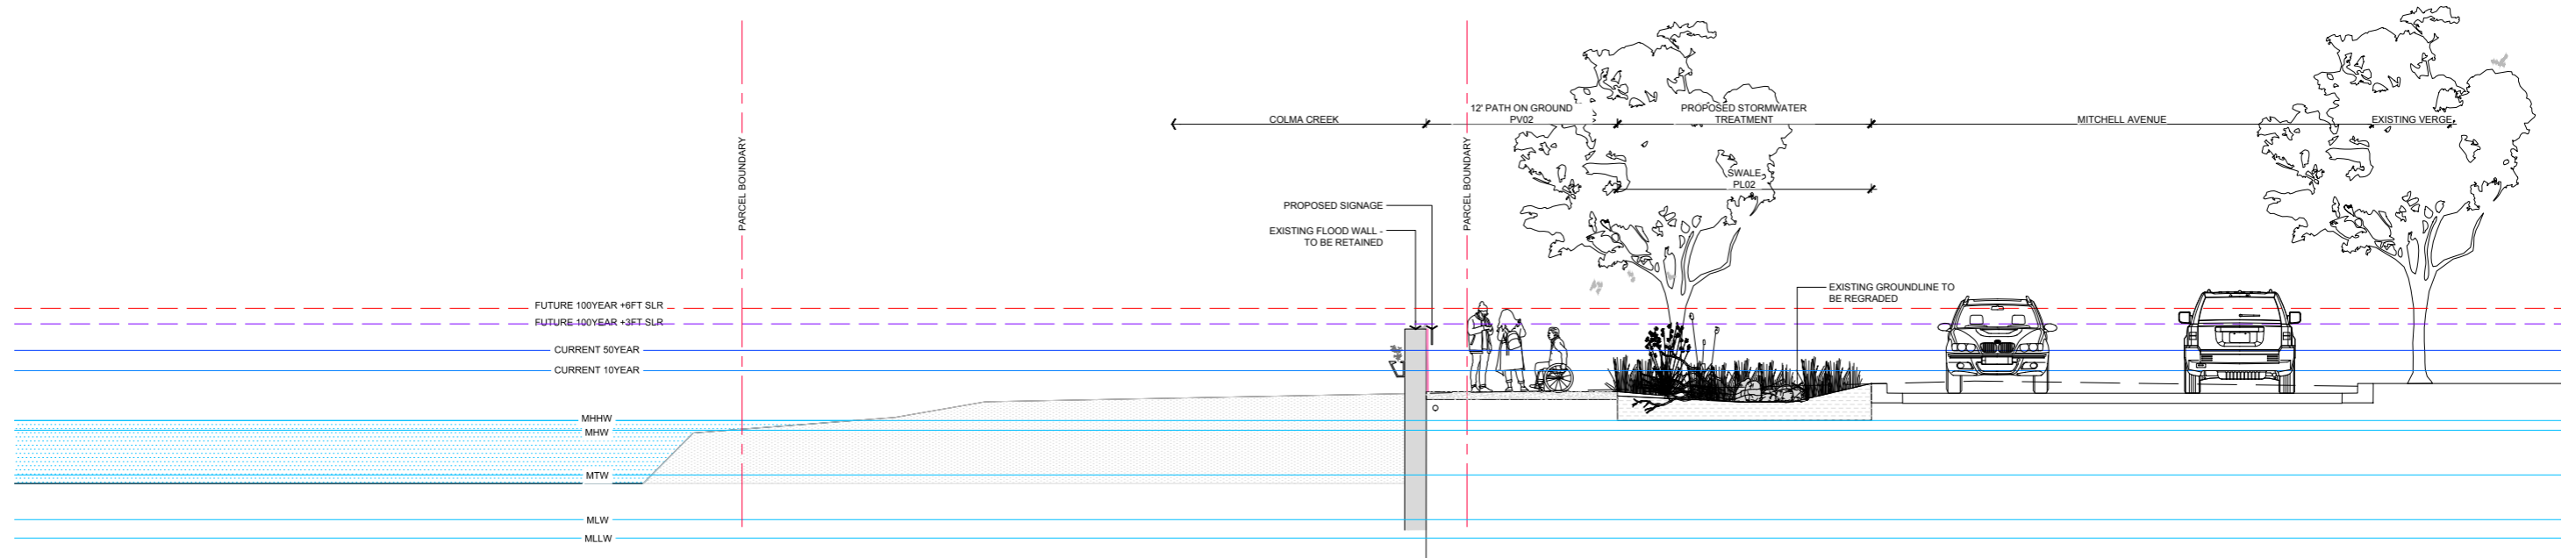 12' PATH ON GROUND
PV02
PROPOSED STORMWATER
TREATMENT
COLMA CREEK
MITCHELL AVENUE
EXISTING VERGE
PARCEL BOUNDARY
PARCEL BOUNDARY
SWALE
PL02
PROPOSED SIGNAGE
EXISTING FLOOD WALL -
TO BE RETAINED
EXISTING GROUNDLINE TO
BE REGRADED
FUTURE 100YEAR +6FT SLR
FUTURE 100YEAR +3FT SLR
CURRENT 50YEAR
CURRENT 10YEAR
MHHW
MHW
MTW
MLW
MLLW